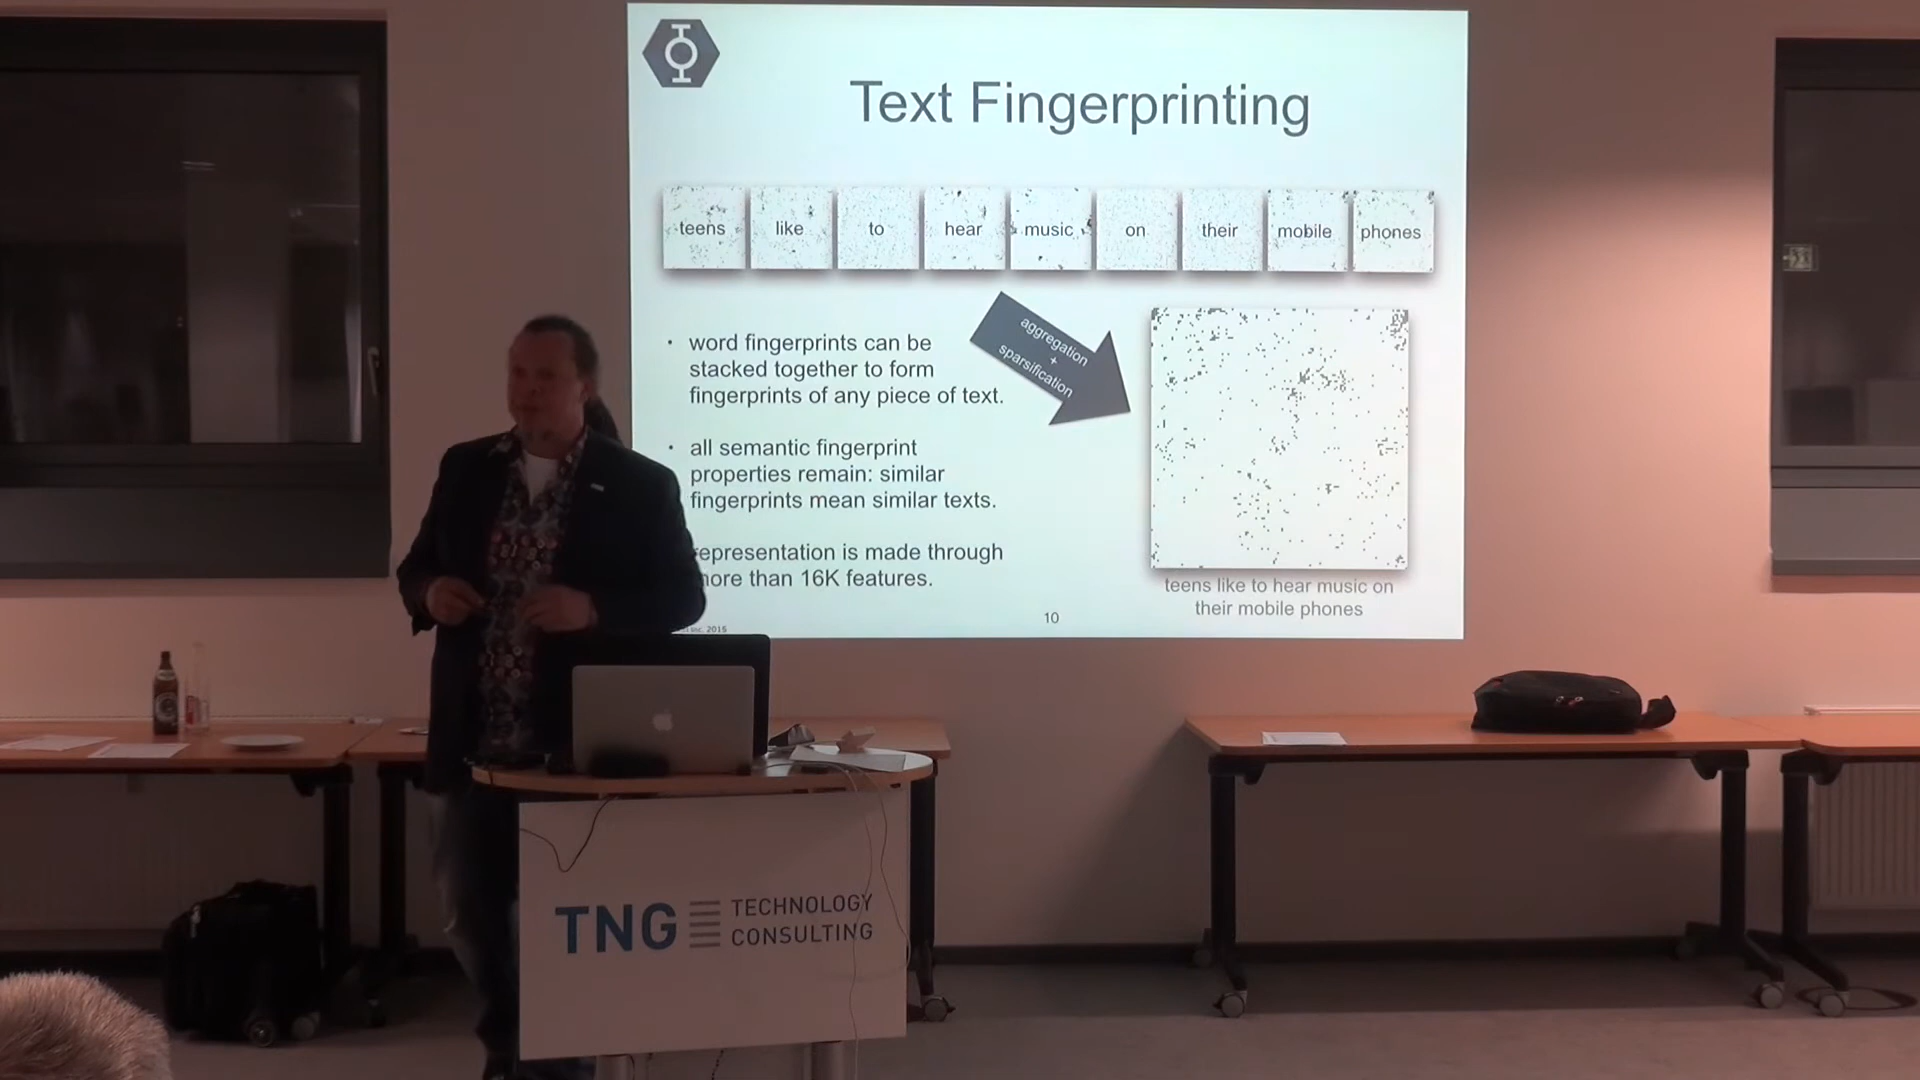 Text Fingerprinting
teens like to hear music on their mobile phones
aggregation
+
sparsification
word fingerprints can be
stacked together to form
fingerprints of any piece of text.
all semantic fingerprint
properties remain: similar
fingerprints mean similar texts.
epresentation is made through
ore than 16K features.
teens like to hear music on
their mobile phones
inc. 2015
10
TNG TECHNOLOGY
CONSULTING